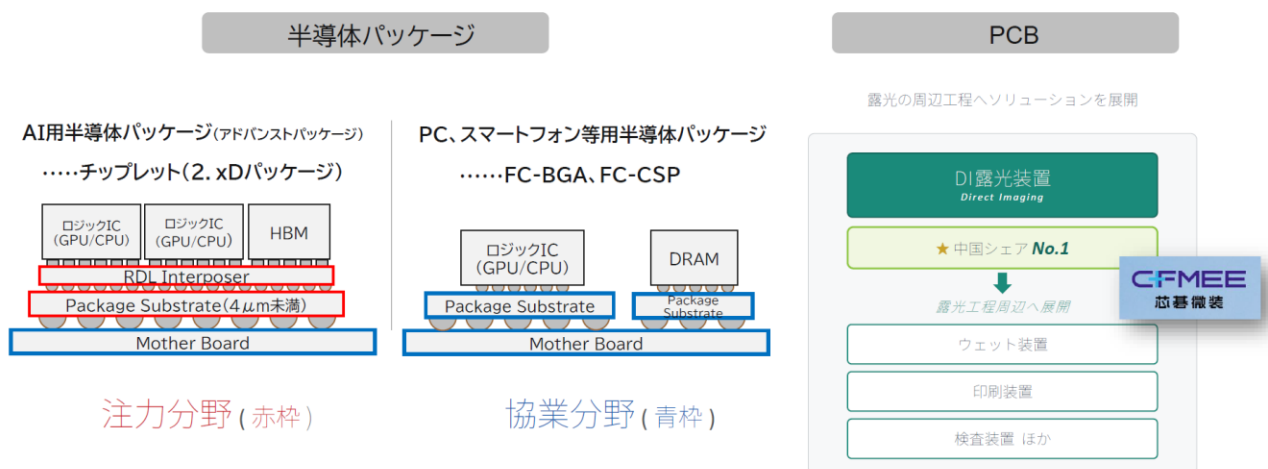 半導体パッケージ
AI用半導体パッケージ(アドバンストパッケージ)
……チップレット(2. xDパッケージ)
ロジックIC
(GPU/CPU)
ロジックIC
(GPU/CPU)
HBM
RDL Interposer
Package Substrate(4μm未満)
Mother Board
注力分野(赤枠)
PC、スマートフォン等用半導体パッケージ
……FC-BGA、FC-CSP
ロジックIC
(GPU/CPU)
DRAM
Package Substrate
Package
Substrate
Mother Board
協業分野(青枠)
PCB
露光の周辺工程へソリューションを展開
DI露光装置
Direct Imaging
★中国シェア No.1
露光工程周辺へ展開
CFMEE
芯碁微装
ウェット装置
印刷装置
検査装置 ほか